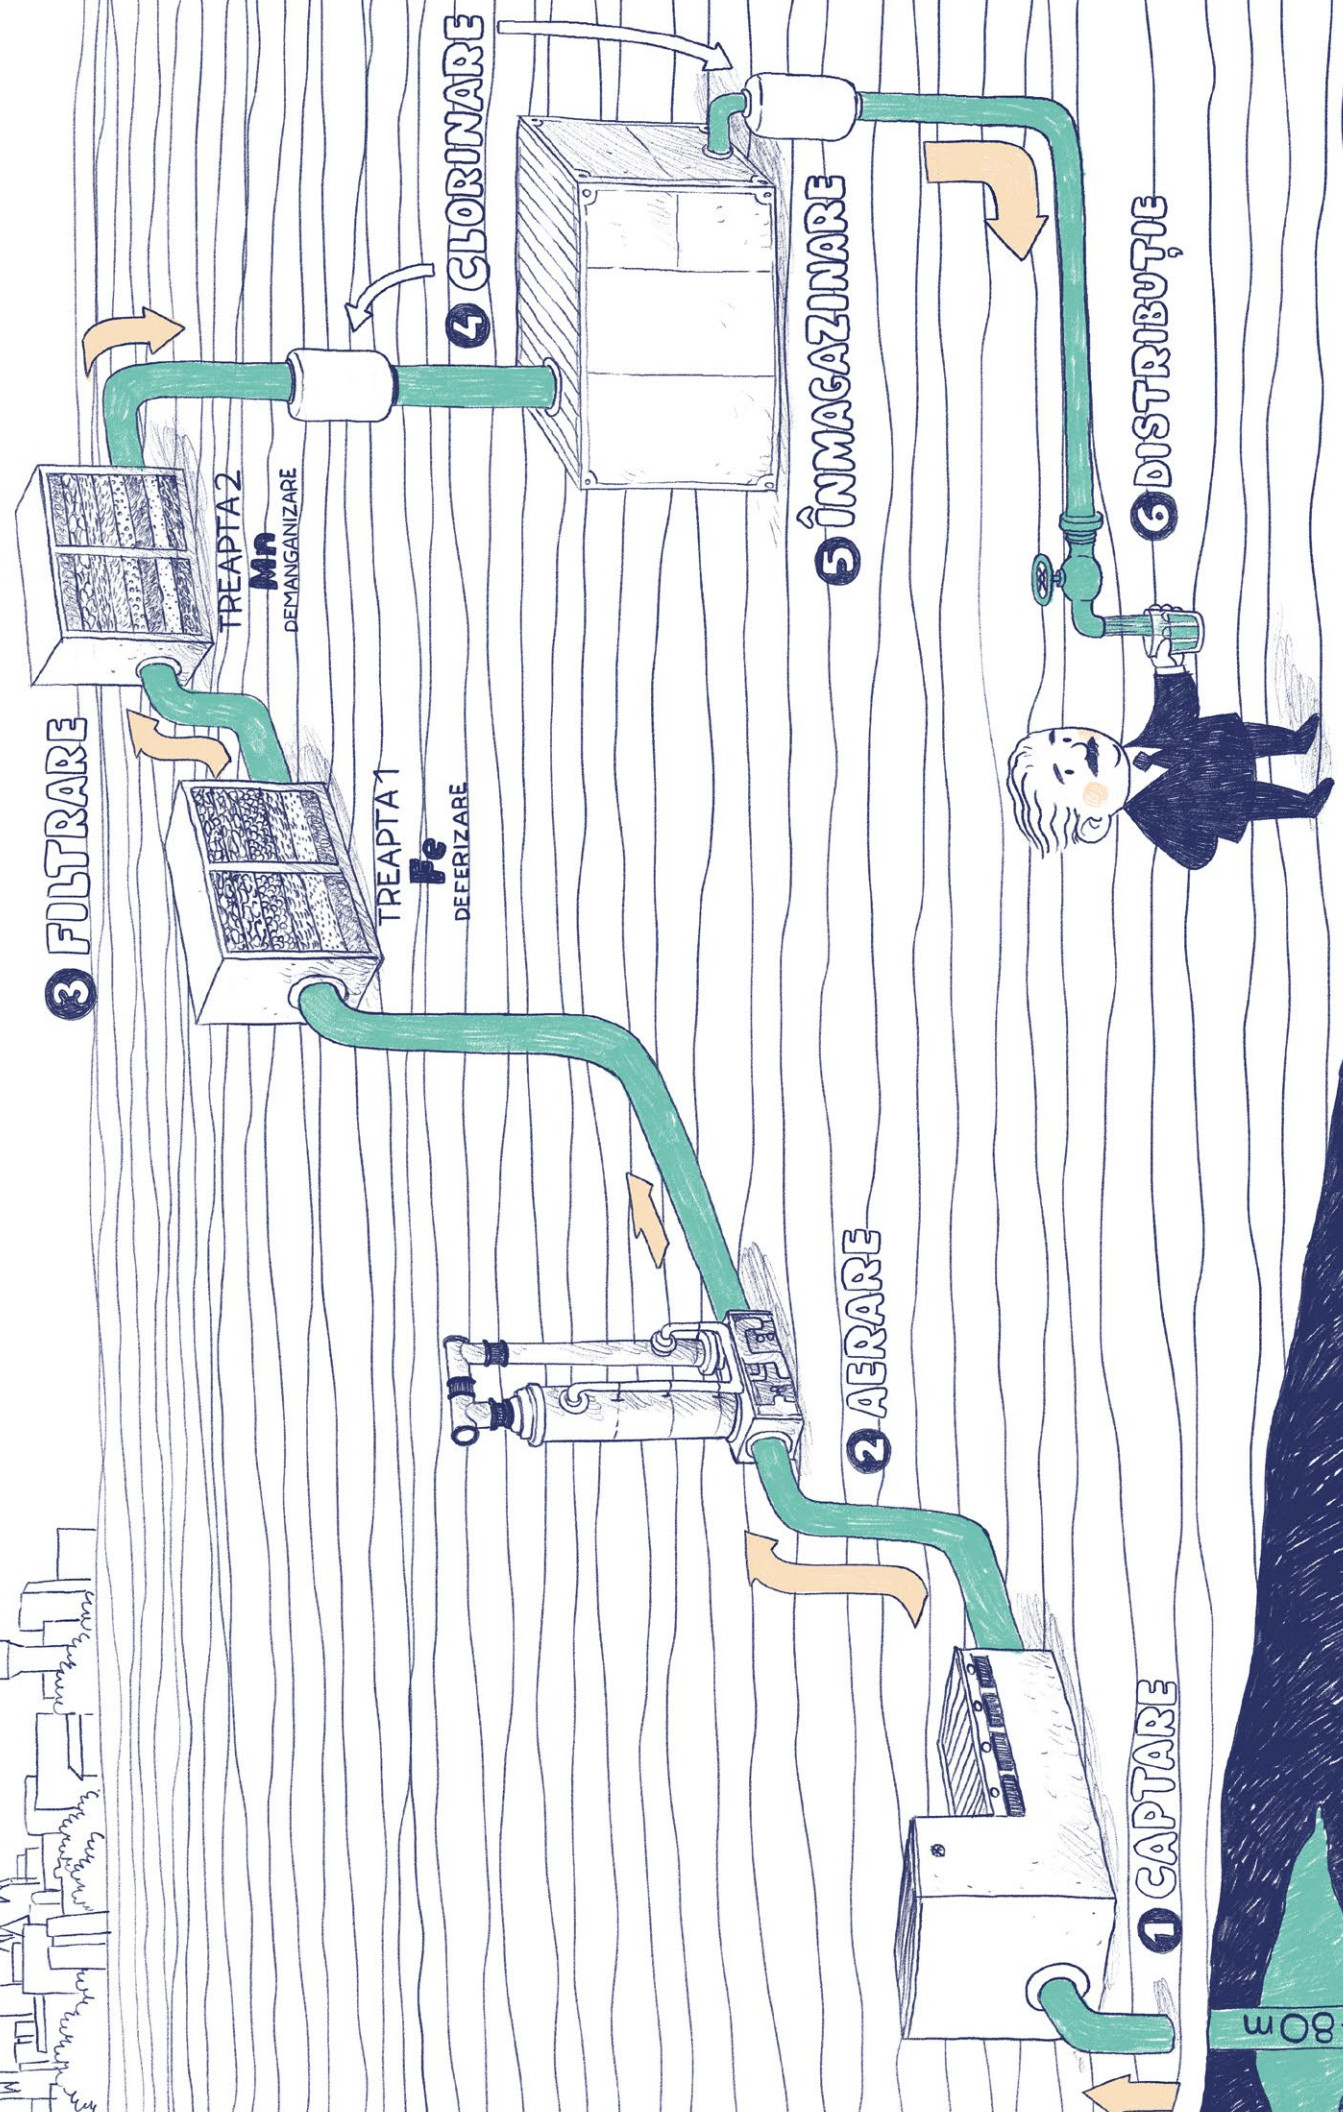 1 CAPTARE
80m
2 AERARE
3 FILTRARE
TREAPTA 1
Fe
DEFERIZARE
TREAPTA 2
Mn
DEMANGANIZARE
4 CLORINARE
5 ÎNMAGAZINARE
6 DISTRIBUȚIE